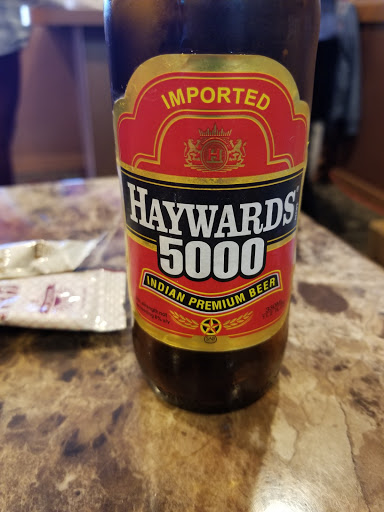 IMPORTED
H
HAYWARDS
5000
INDIAN PREMIUM BEER